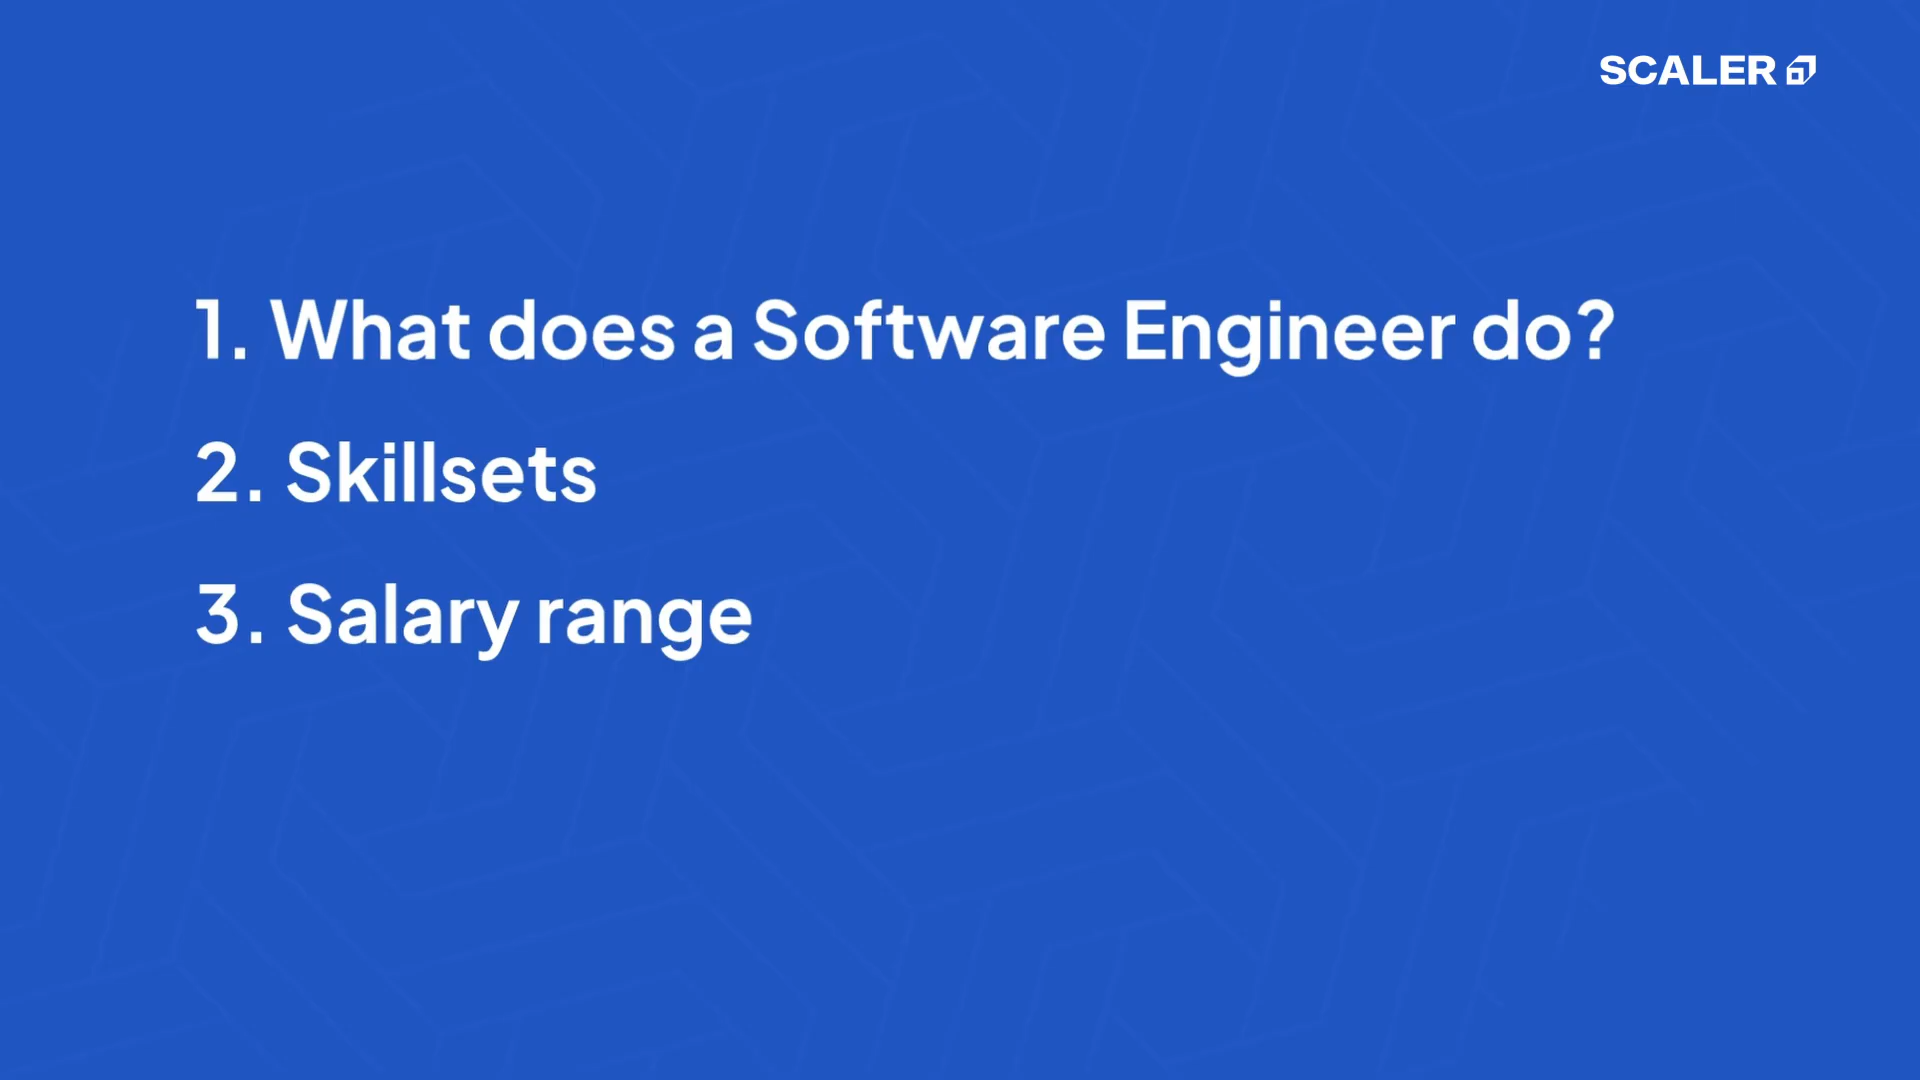 SCALER
1. What does a Software Engineer do?
2. Skillsets
3. Salary range